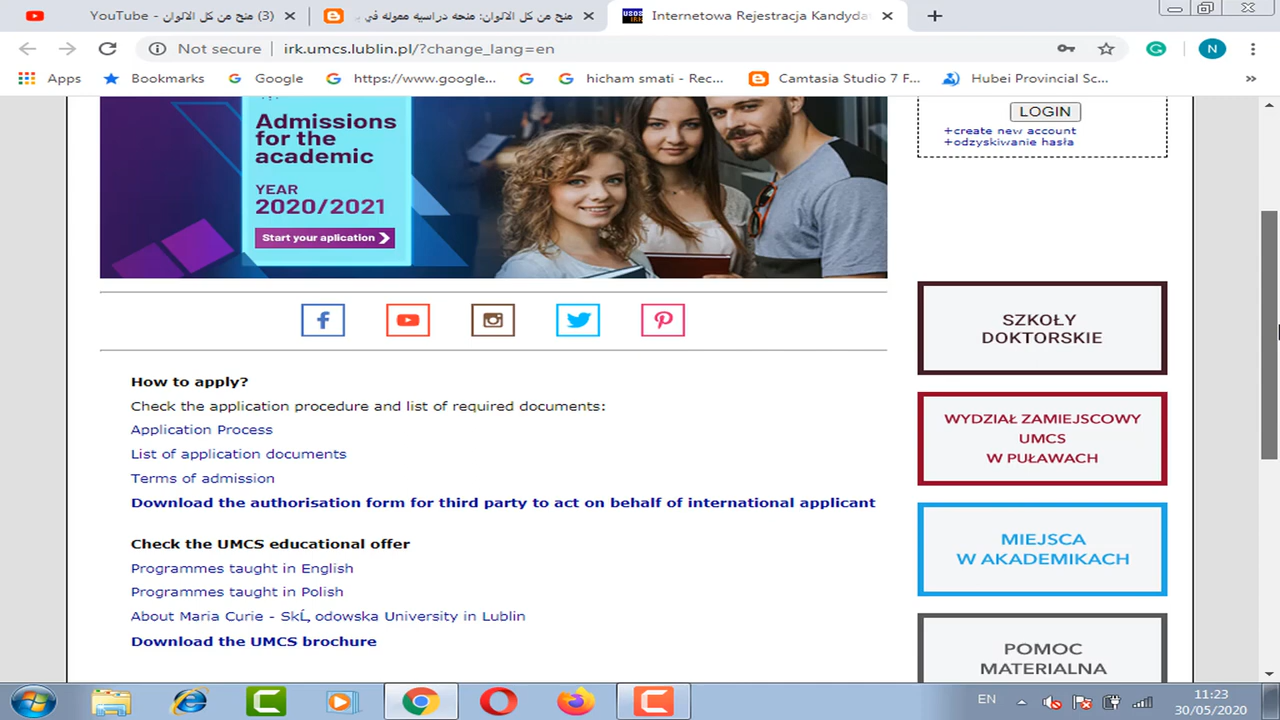 YouTube - منح من كل الالوان (3)
منح من كل الالوان: منحه دراسيه ممول
Internetowa Rejestracja Kandyda
Not secure
irk.umcs.lublin.pl/?change_lang=en
N
Apps
Bookmarks
Google
https://www.google...
hicham smati - Rec...
Camtasia Studio 7 F...
Hubei Provincial Sc...
»
Admissions
for the
academic
YEAR
2020/2021
Start your aplication
LOGIN
+create new account
+odzyskiwanie hasła
How to apply?
Check the application procedure and list of required documents:
Application Process
List of application documents
Terms of admission
Download the authorisation form for third party to act on behalf of international applicant
Check the UMCS educational offer
Programmes taught in English
Programmes taught in Polish
About Maria Curie - SkĹ‚odowska University in Lublin
Download the UMCS brochure
SZKOŁY
DOKTORSKIE
WYDZIAŁ ZAMIEJSCOWY
UMCS
W PUŁAWACH
MIEJSCA
W AKADEMIKACH
POMOC
MATERIALNA
EN
11:23
30/05/2020